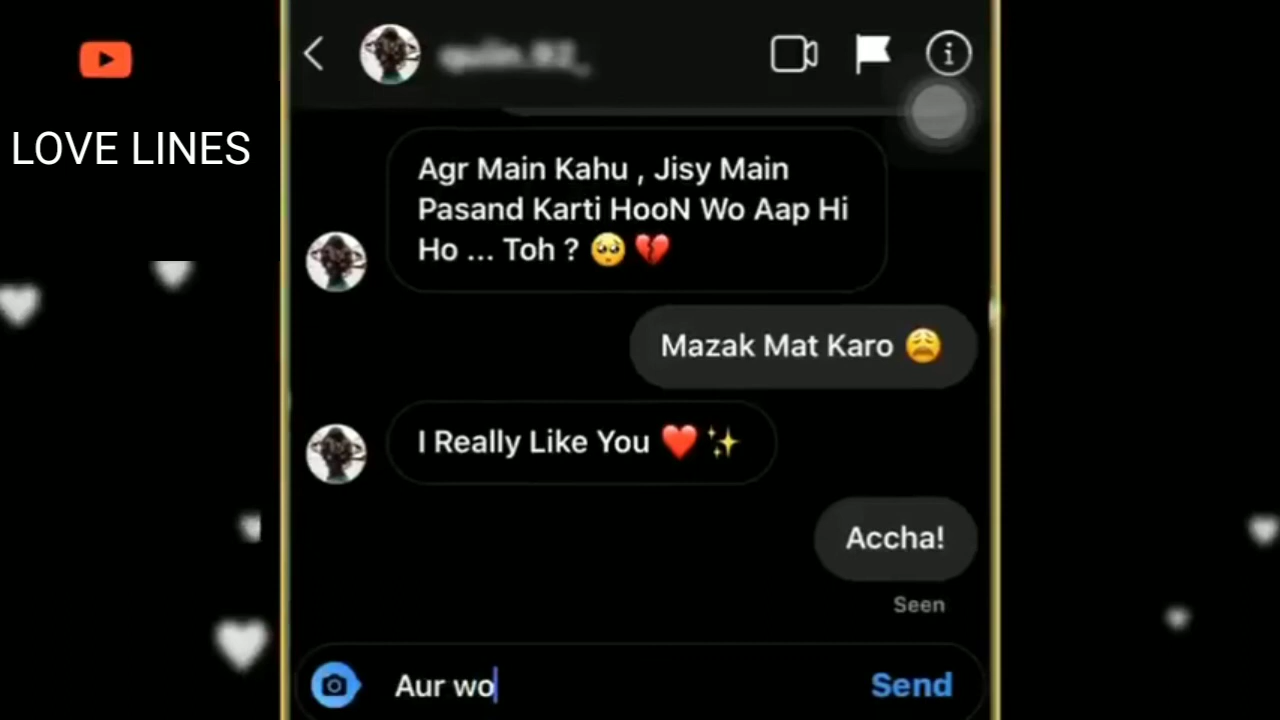 LOVE LINES
Agr Main Kahu , Jisy Main
Pasand Karti HooN Wo Aap Hi
Ho ... Toh ? 🥺 💔
Mazak Mat Karo 😩
I Really Like You ❤️ ✨
Accha!
Seen
Aur wo
Send